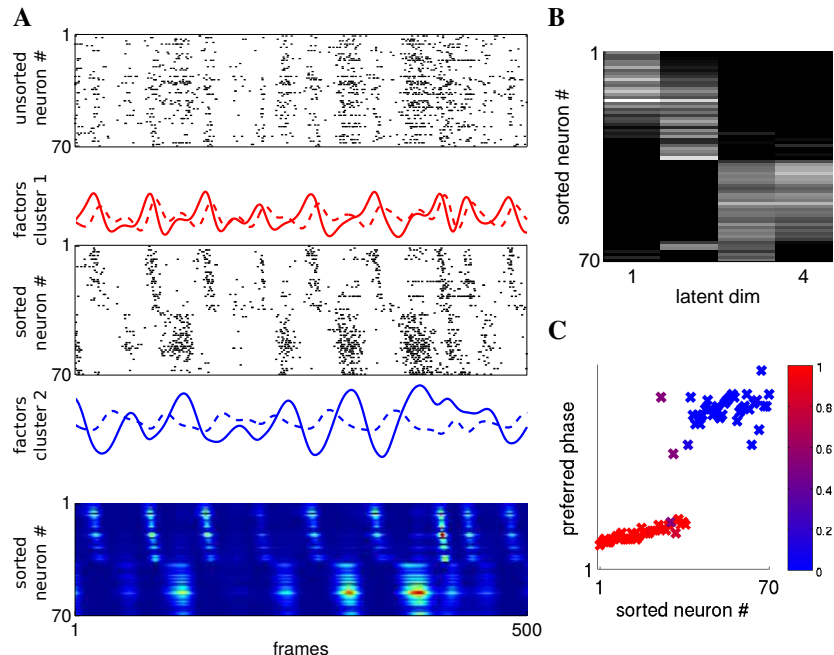 A
1
unsorted
neuron #
70
factors
cluster 1
1
sorted
neuron #
70
factors
cluster 2
1
sorted
neuron #
70
1
500
frames
B
1
sorted neuron #
70
1
4
latent dim
C
preferred phase
1
1
70
sorted neuron #
1
0.8
0.6
0.4
0.2
0